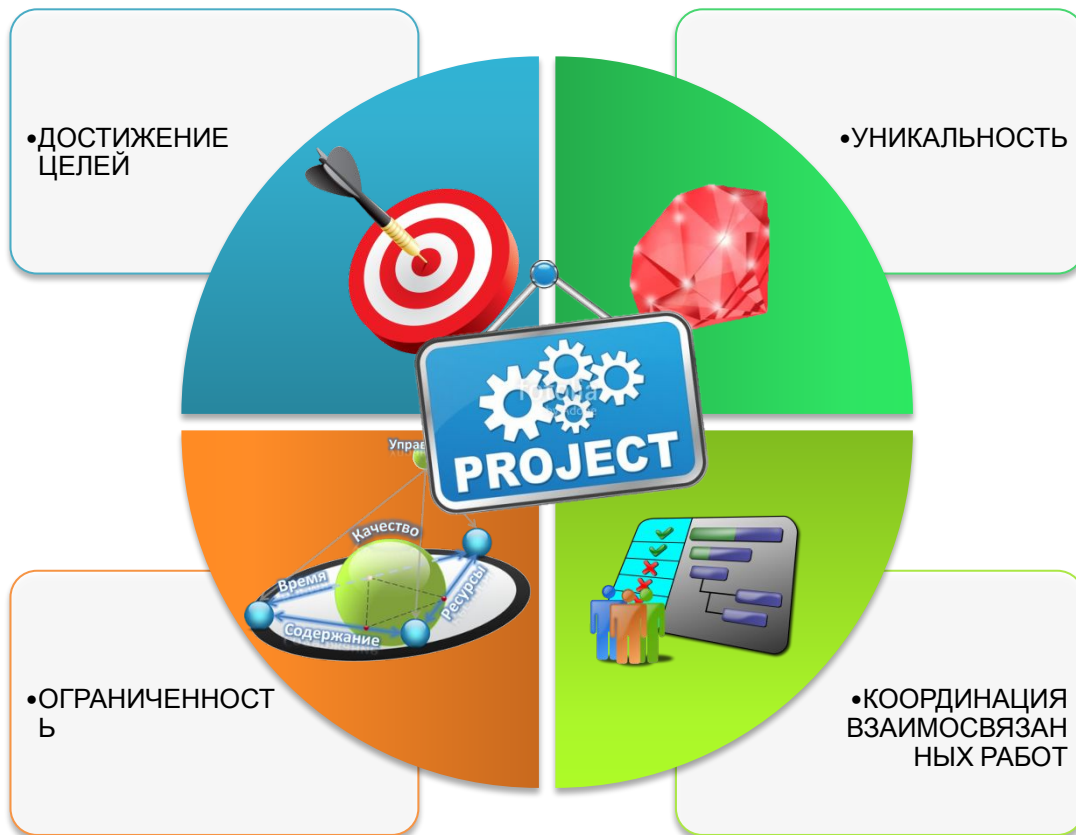 •ДОСТИЖЕНИЕ
ЦЕЛЕЙ
•УНИКАЛЬНОСТЬ
PROJECT
Качество
Время
Ресурсы
Содержание
•ОГРАНИЧЕННОСТ
Ь
•КООРДИНАЦИЯ
ВЗАИМОСВЯЗАН
НЫХ РАБОТ